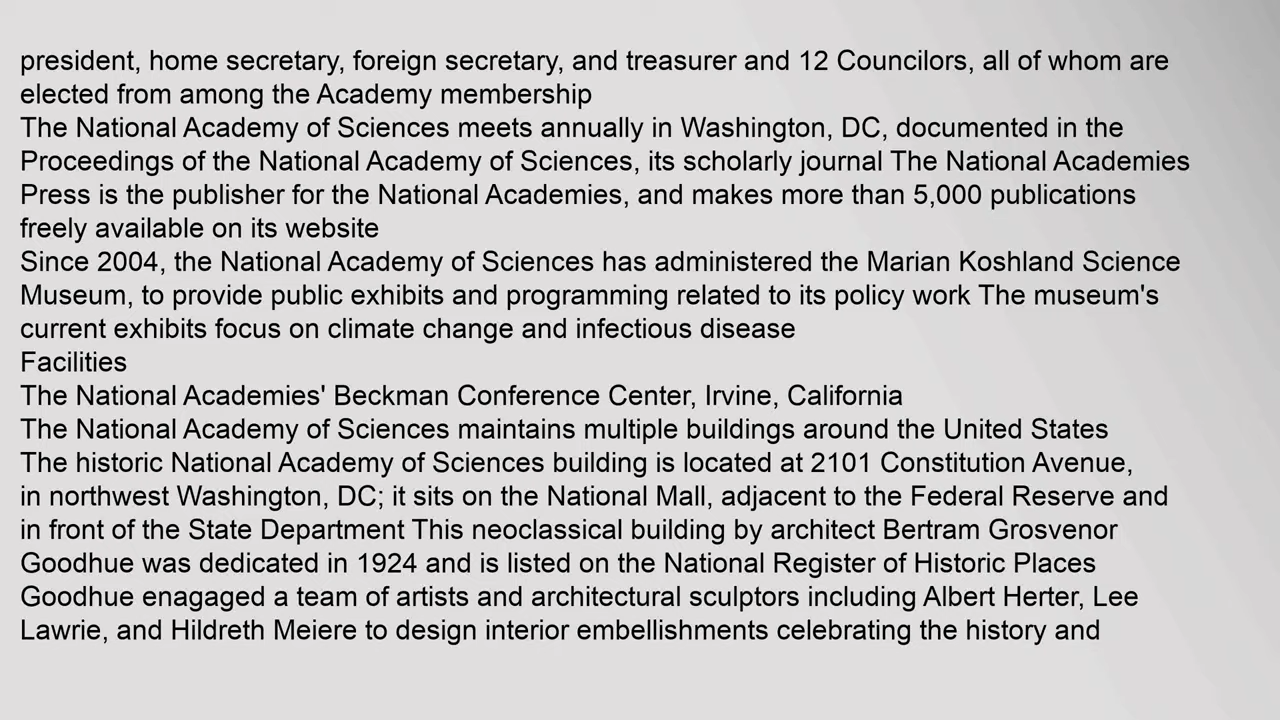 president, home secretary, foreign secretary, and treasurer and 12 Councilors, all of whom are
elected from among the Academy membership
The National Academy of Sciences meets annually in Washington, DC, documented in the
Proceedings of the National Academy of Sciences, its scholarly journal The National Academies
Press is the publisher for the National Academies, and makes more than 5,000 publications
freely available on its website
Since 2004, the National Academy of Sciences has administered the Marian Koshland Science
Museum, to provide public exhibits and programming related to its policy work The museum's
current exhibits focus on climate change and infectious disease
Facilities
The National Academies' Beckman Conference Center, Irvine, California
The National Academy of Sciences maintains multiple buildings around the United States
The historic National Academy of Sciences building is located at 2101 Constitution Avenue,
in northwest Washington, DC; it sits on the National Mall, adjacent to the Federal Reserve and
in front of the State Department This neoclassical building by architect Bertram Grosvenor
Goodhue was dedicated in 1924 and is listed on the National Register of Historic Places
Goodhue enagaged a team of artists and architectural sculptors including Albert Herter, Lee
Lawrie, and Hildreth Meiere to design interior embellishments celebrating the history and